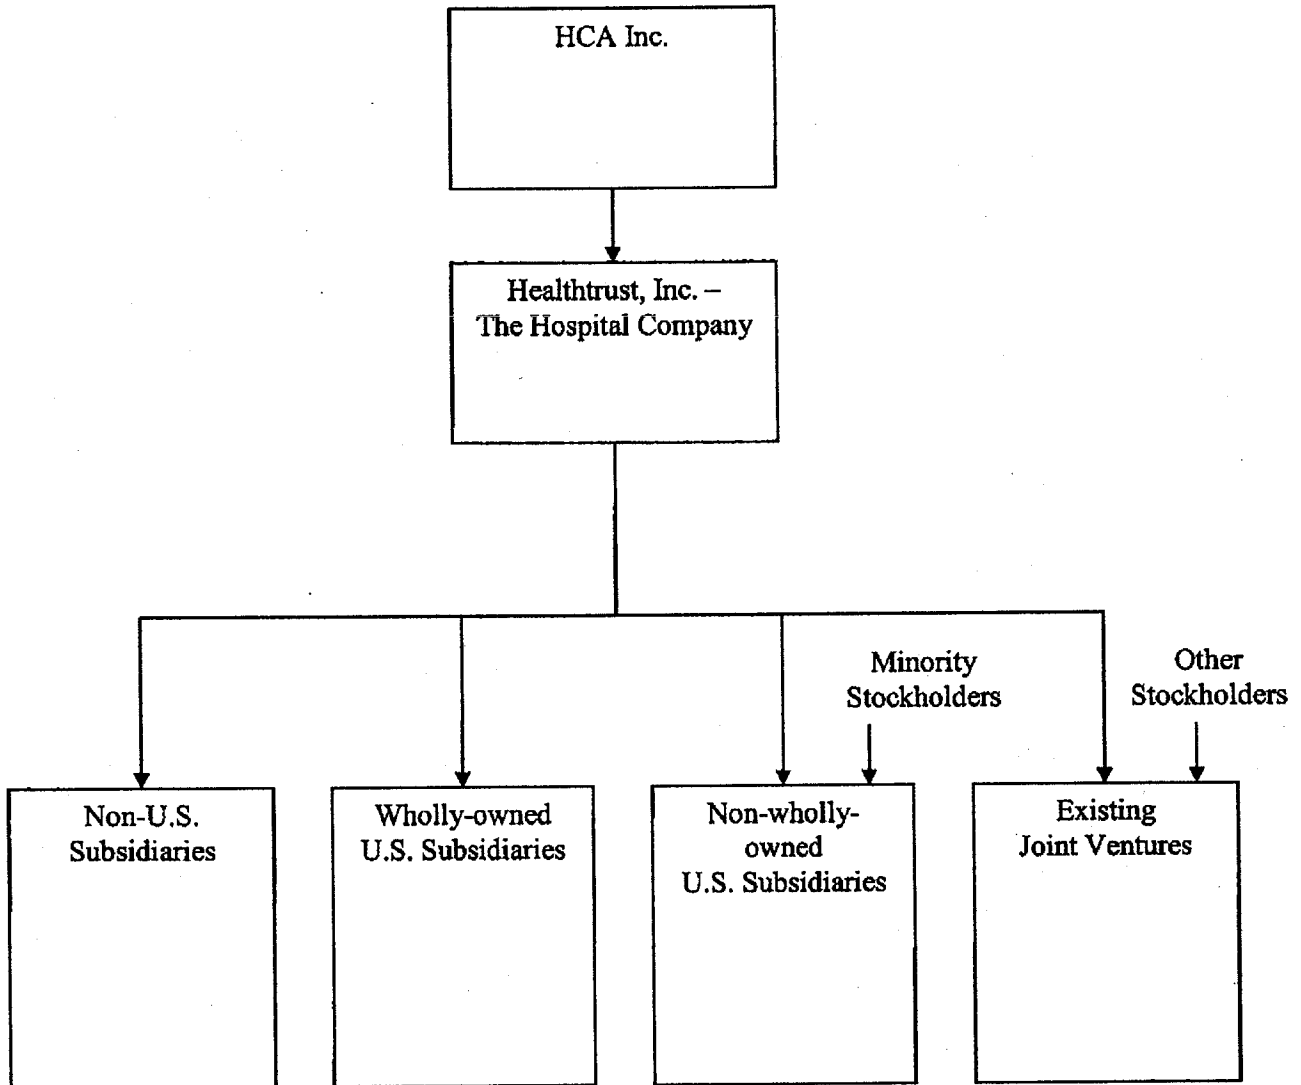 HCA Inc.
Healthtrust, Inc. –
The Hospital Company
Minority
Stockholders
Other
Stockholders
Non-U.S.
Subsidiaries
Wholly-owned
U.S. Subsidiaries
Non-wholly-
owned
U.S. Subsidiaries
Existing
Joint Ventures